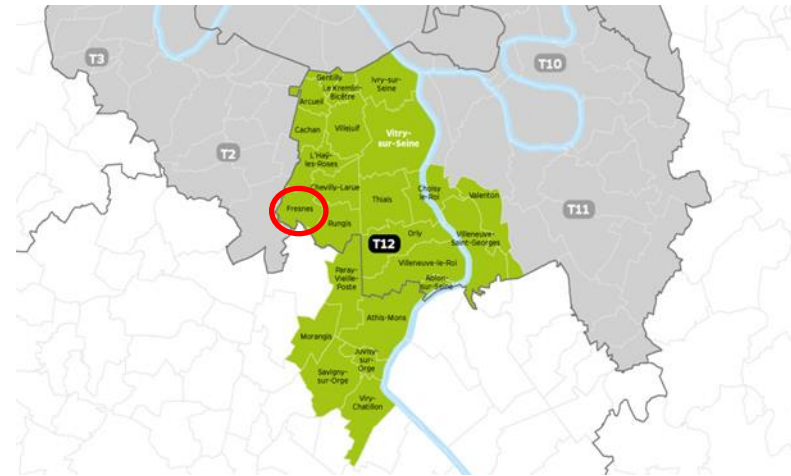 T3
T10
Gentilly
Le Kremlin-
Bicêtre
Ivry-sur-
Seine
Arcueil
Cachan
Villejuif
Vitry-
sur-Seine
T2
L'Haÿ-
les-Roses
Chevilly-Larue
Thiais
Choisy
le-Roi
Valenton
T11
Fresnes
Rungis
T12
Orly
Villeneuve-
Saint-Georges
Villeneuve-le-Roi
Ablon-
sur-Seine
Paray-
Vieille-
Poste
Athis-Mons
Morangis
Juvisy-
sur-
Orge
Savigny-
sur-Orge
Viry-
Chatillon